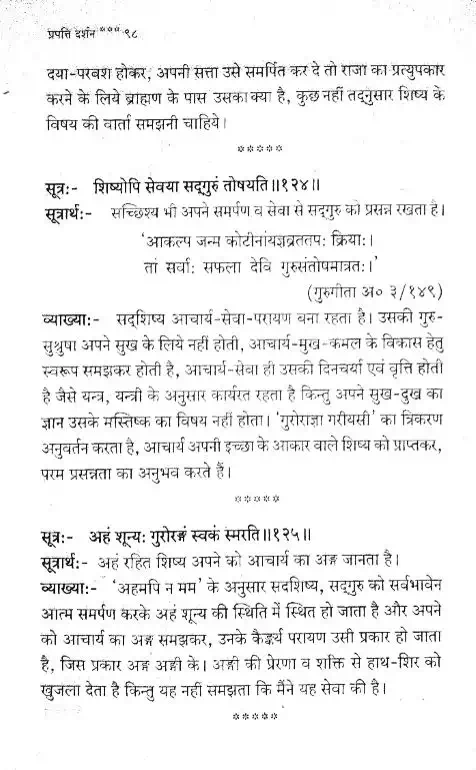 प्रपत्ति दर्शन *** ९८
दया-परवश होकर, अपनी सत्ता उसे समर्पित कर दे तो राजा का प्रत्युपकार
करने के लिये ब्राह्मण के पास उसका क्या है, कुछ नहीं तद्नुसार शिष्य के
विषय की वार्ता समझनी चाहिये।
*****
सूत्र:- शिष्योपि सेवया सद्गुरुं तोषयति॥१२४॥
सूत्रार्थ:- सच्छिश्य भी अपने समर्पण व सेवा से सद्गुरु को प्रसन्न रखता है।
‘आकल्प जन्म कोटीनांयज्ञव्रततप: क्रिया:।
तां सर्वा: सफला देवि गुरुसंतोषमात्रत:।’
(गुरुगीता अ० ३/१४९)
व्याख्या:- सद्शिष्य आचार्य-सेवा-परायण बना रहता है। उसकी गुरु-
सुश्रुषा अपने सुख के लिये नहीं होती, आचार्य-मुख-कमल के विकास हेतु
स्वरूप समझकर होती है, आचार्य-सेवा ही उसकी दिनचर्या एवं वृत्ति होती
है जैसे यन्त्र, यन्त्री के अनुसार कार्यरत रहता है किन्तु अपने सुख-दुख का
ज्ञान उसके मस्तिष्क का विषय नहीं होता। ‘गुरोराज्ञा गरीयसी’ का त्रिकरण
अनुवर्तन करता है, आचार्य अपनी इच्छा के आकार वाले शिष्य को प्राप्तकर,
परम प्रसन्नता का अनुभव करते हैं।
*****
सूत्र:- अहं शून्य: गुरोरङ्गं स्वकं स्मरति॥१२५॥
सूत्रार्थ:- अहं रहित शिष्य अपने को आचार्य का अङ्ग जानता है।
व्याख्या:- ‘अहमपि न मम’ के अनुसार सदशिष्य, सद्गुरु को सर्वभावेन
आत्म समर्पण करके अहं शून्य की स्थिति में स्थित हो जाता है और अपने
को आचार्य का अङ्ग समझकर, उनके कैङ्कर्य परायण उसी प्रकार हो जाता
है, जिस प्रकार अङ्ग अङ्गी के। अङ्गी की प्रेरणा व शक्ति से हाथ-शिर को
खुजला देता है किन्तु यह नहीं समझता कि मैंने यह सेवा की है।
*****